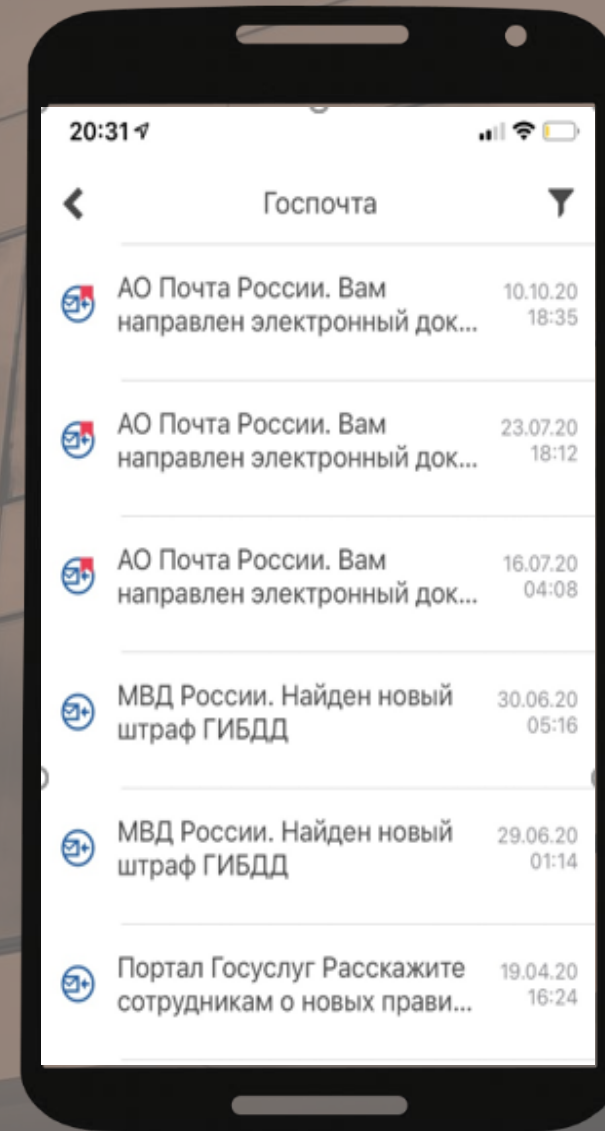 20:31
Госпочта
АО Почта России. Вам
направлен электронный док...
10.10.20
18:35
АО Почта России. Вам
направлен электронный док...
23.07.20
18:12
АО Почта России. Вам
направлен электронный док...
16.07.20
04:08
МВД России. Найден новый
штраф ГИБДД
30.06.20
05:16
МВД России. Найден новый
штраф ГИБДД
29.06.20
01:14
Портал Госуслуг Расскажите
сотрудникам о новых прави...
19.04.20
16:24